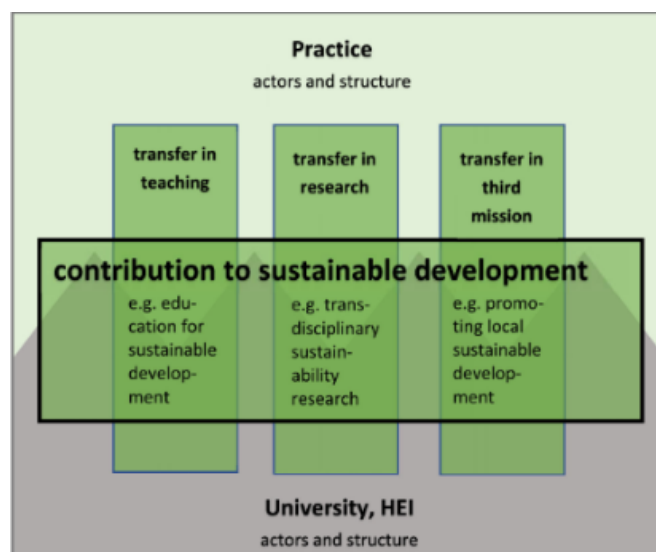 Practice
actors and structure
transfer in
teaching
transfer in
research
transfer in
third
mission
contribution to sustainable development
e.g. edu-
cation for
sustainable
develop-
ment
e.g. trans-
disciplinary
sustain-
ability
research
e.g. promo-
ting local
sustainable
develop-
ment
University, HEI
actors and structure